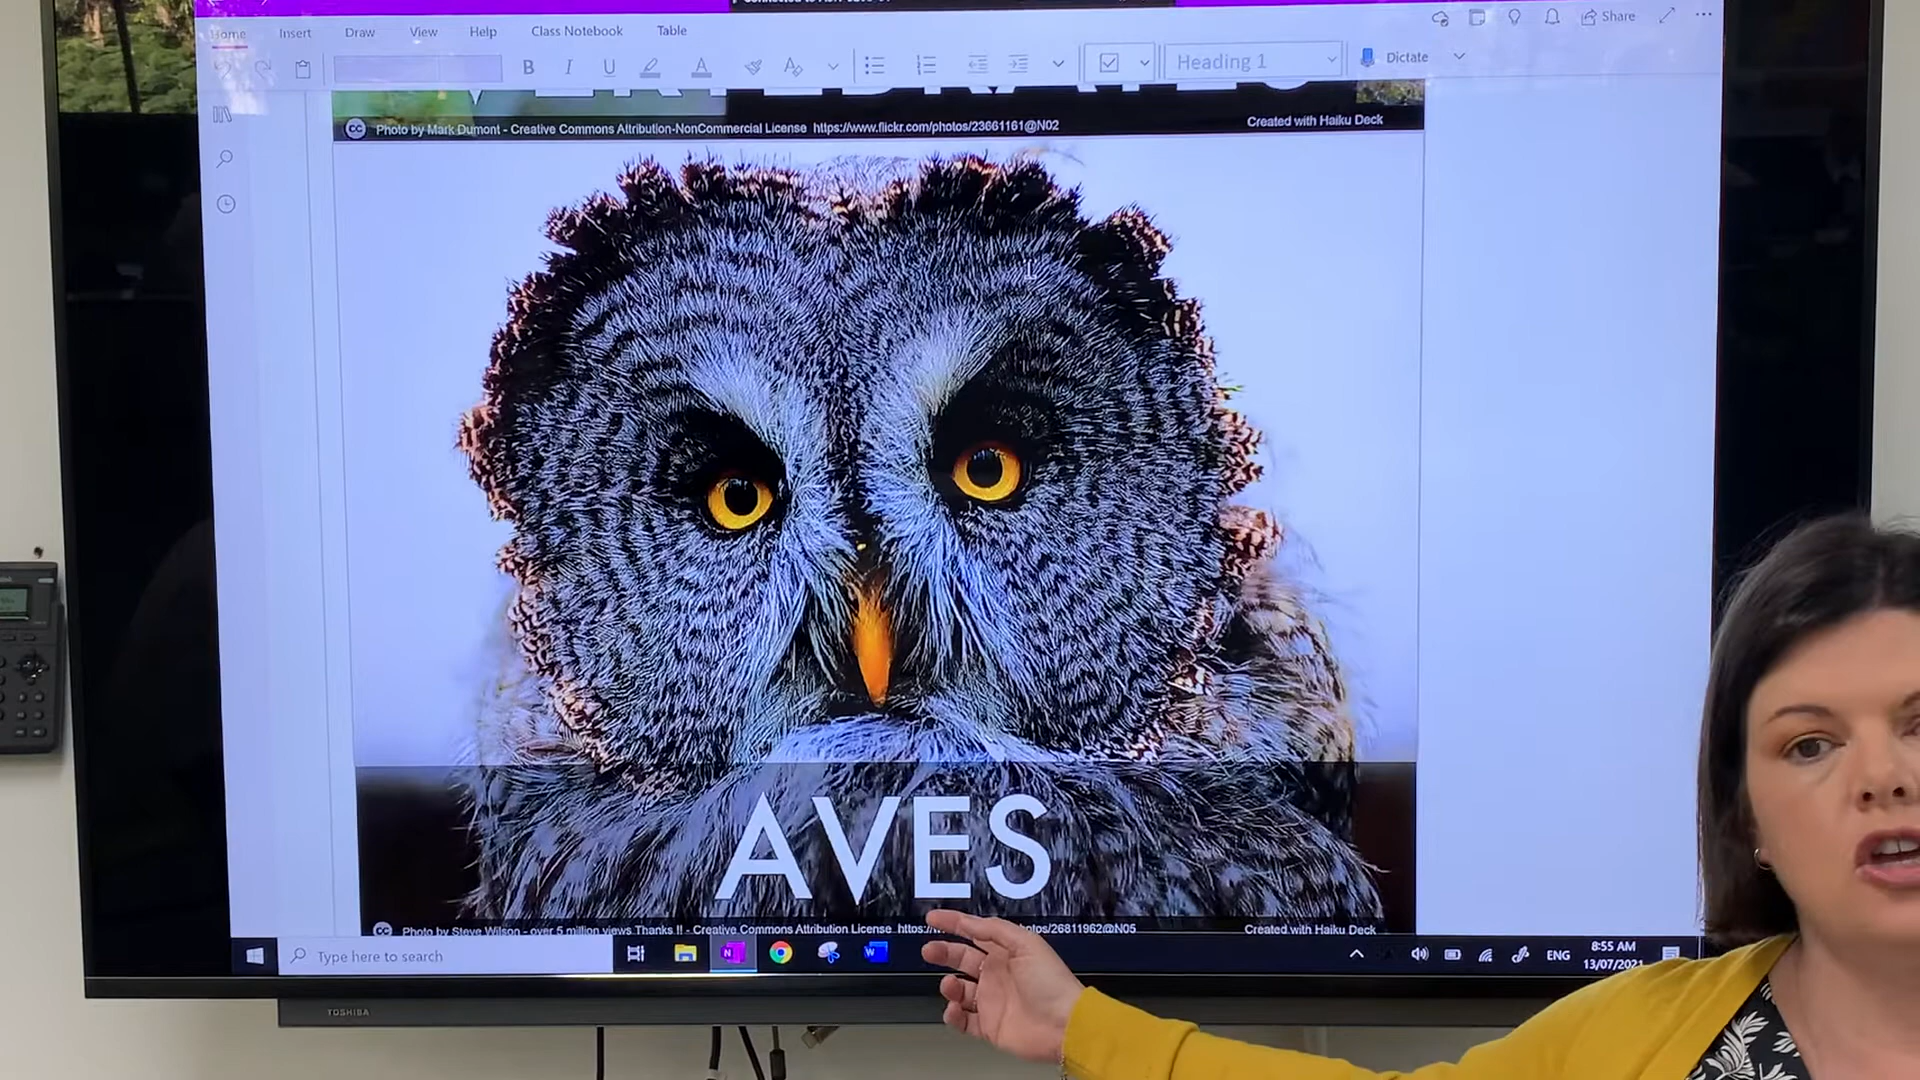 Home Insert Draw View Help Class Notebook Table
Share
B I U A Heading 1 Dictate
Photo by Mark Dumont - Creative Commons Attribution-NonCommercial License https://www.flickr.com/photos/23661161@N02 Created with Haiku Deck
AVES
Photo by Steve Wilson - over 5 million views Thanks !! - Creative Commons Attribution License Created with Haiku Deck
Type here to search
ENG
8:55 AM
13/07/2021
TOSHIBA